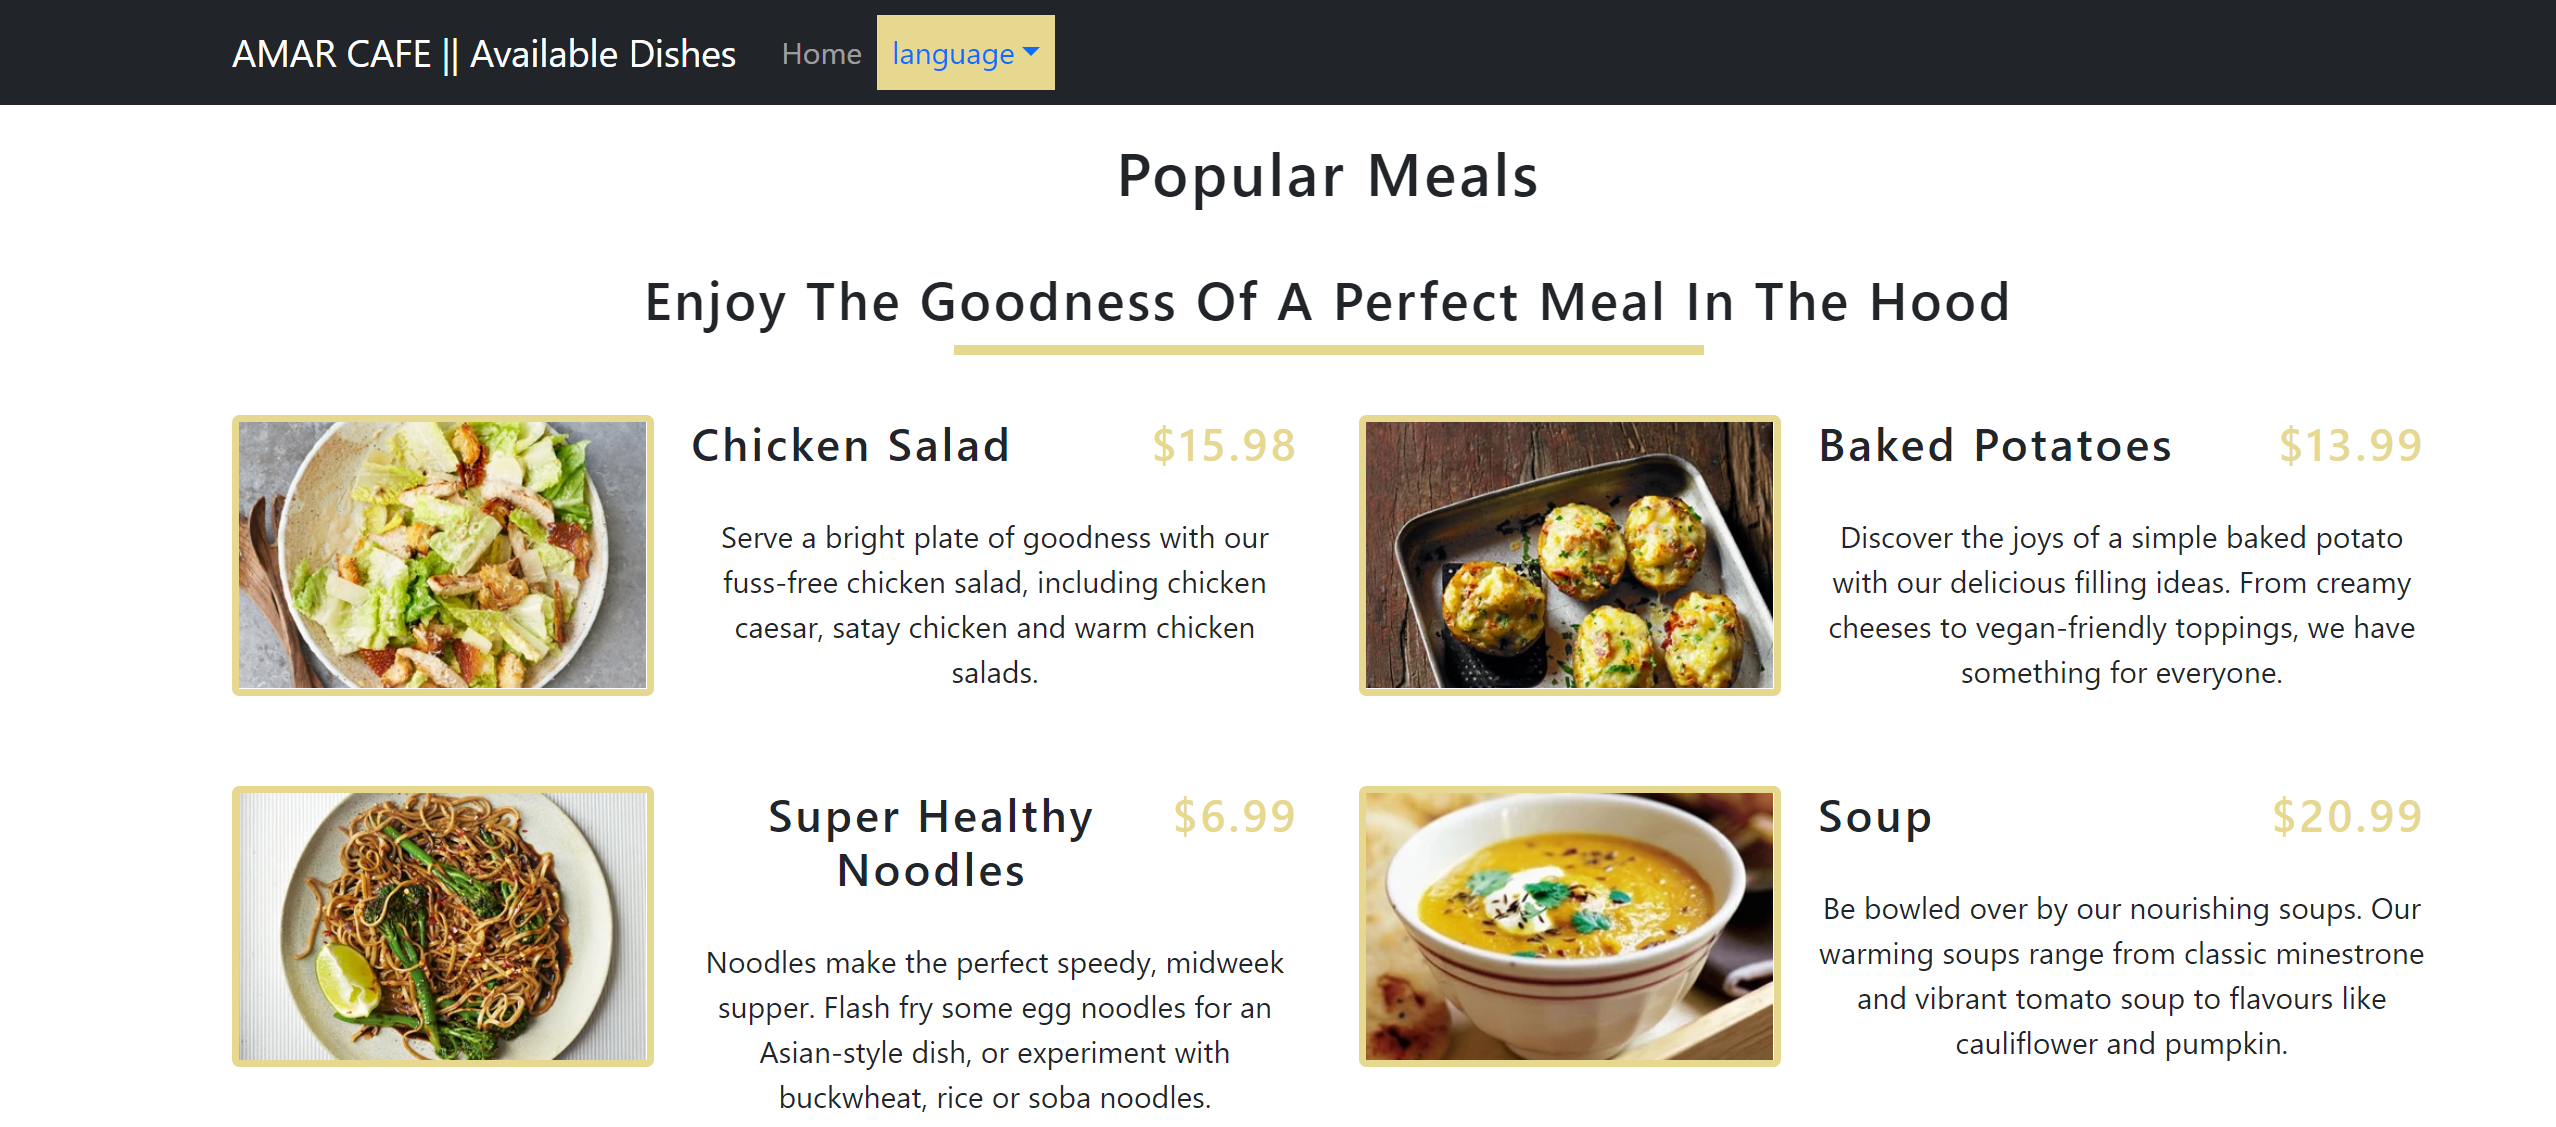 AMAR CAFE || Available Dishes Home language
Popular Meals
Enjoy The Goodness Of A Perfect Meal In The Hood
Chicken Salad $15.98
Serve a bright plate of goodness with our
fuss-free chicken salad, including chicken
caesar, satay chicken and warm chicken
salads.
Baked Potatoes $13.99
Discover the joys of a simple baked potato
with our delicious filling ideas. From creamy
cheeses to vegan-friendly toppings, we have
something for everyone.
Super Healthy $6.99
Noodles
Noodles make the perfect speedy, midweek
supper. Flash fry some egg noodles for an
Asian-style dish, or experiment with
buckwheat, rice or soba noodles.
Soup $20.99
Be bowled over by our nourishing soups. Our
warming soups range from classic minestrone
and vibrant tomato soup to flavours like
cauliflower and pumpkin.